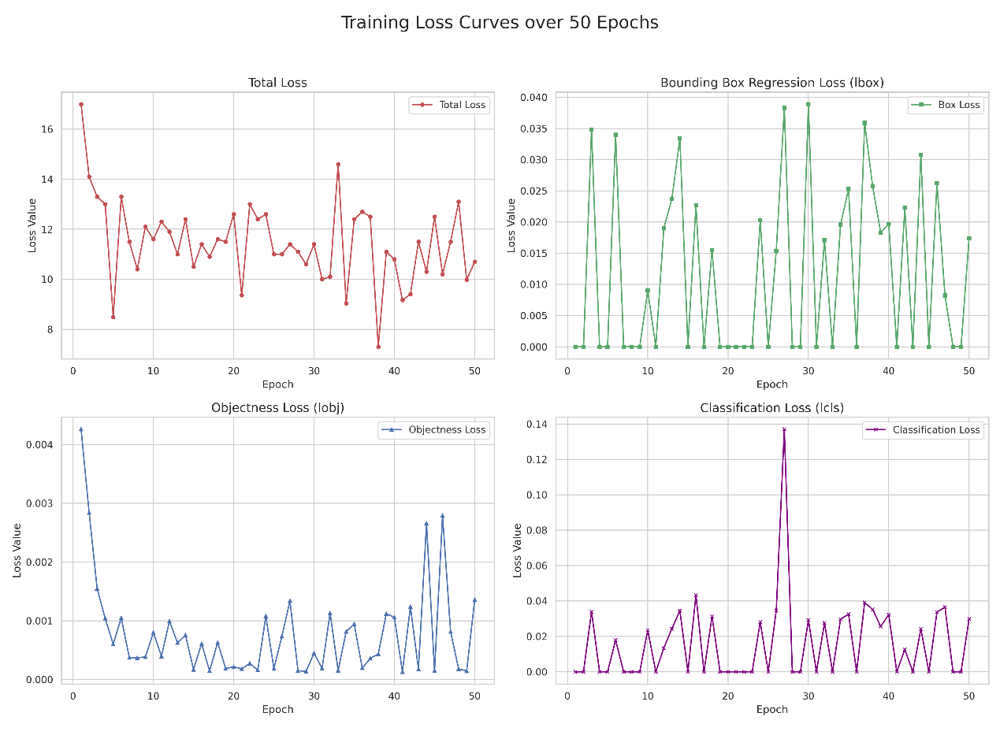 Training Loss Curves over 50 Epochs
Total Loss
Total Loss
Loss Value
16
14
12
10
8
0 10 20 30 40 50
Epoch
Bounding Box Regression Loss (lbox)
Box Loss
Loss Value
0.040
0.035
0.030
0.025
0.020
0.015
0.010
0.005
0.000
0 10 20 30 40 50
Epoch
Objectness Loss (lobj)
Objectness Loss
Loss Value
0.004
0.003
0.002
0.001
0.000
0 10 20 30 40 50
Epoch
Classification Loss (lcls)
Classification Loss
Loss Value
0.14
0.12
0.10
0.08
0.06
0.04
0.02
0.00
0 10 20 30 40 50
Epoch